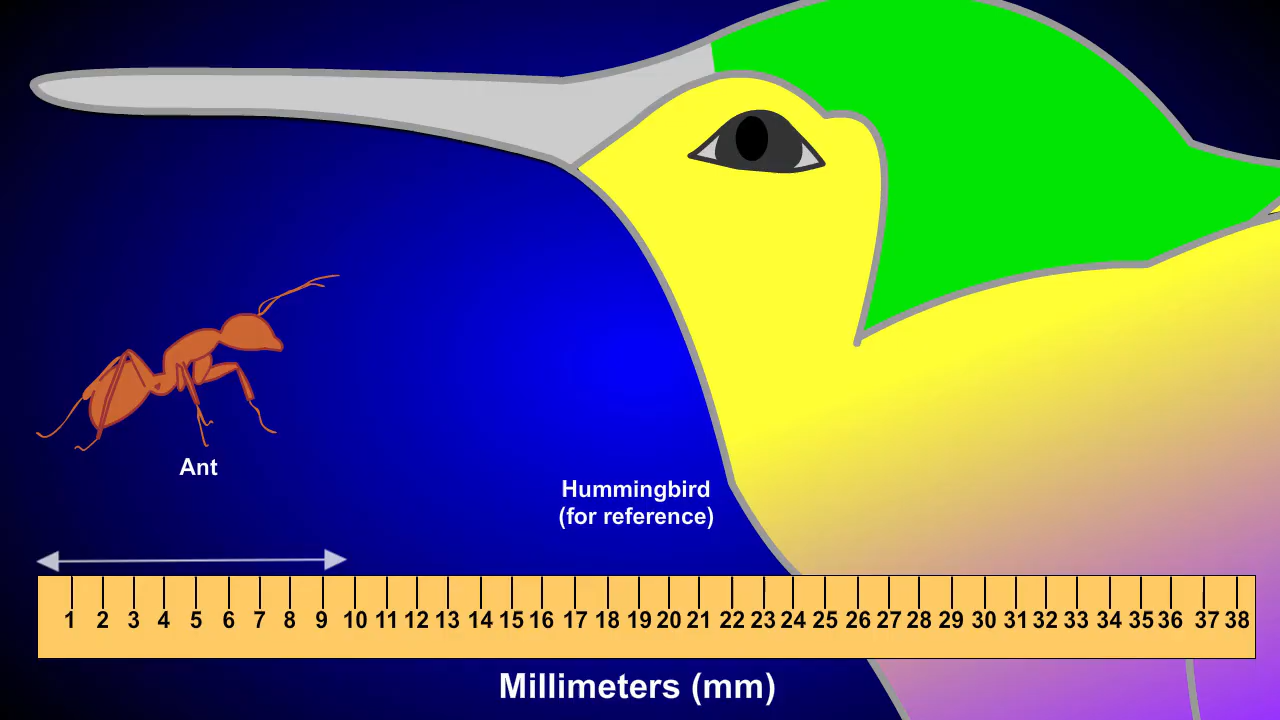 Ant
Hummingbird
(for reference)
1 2 3 4 5 6 7 8 9 10 11 12 13 14 15 16 17 18 19 20 21 22 23 24 25 26 27 28 29 30 31 32 33 34 35 36 37 38
Millimeters (mm)